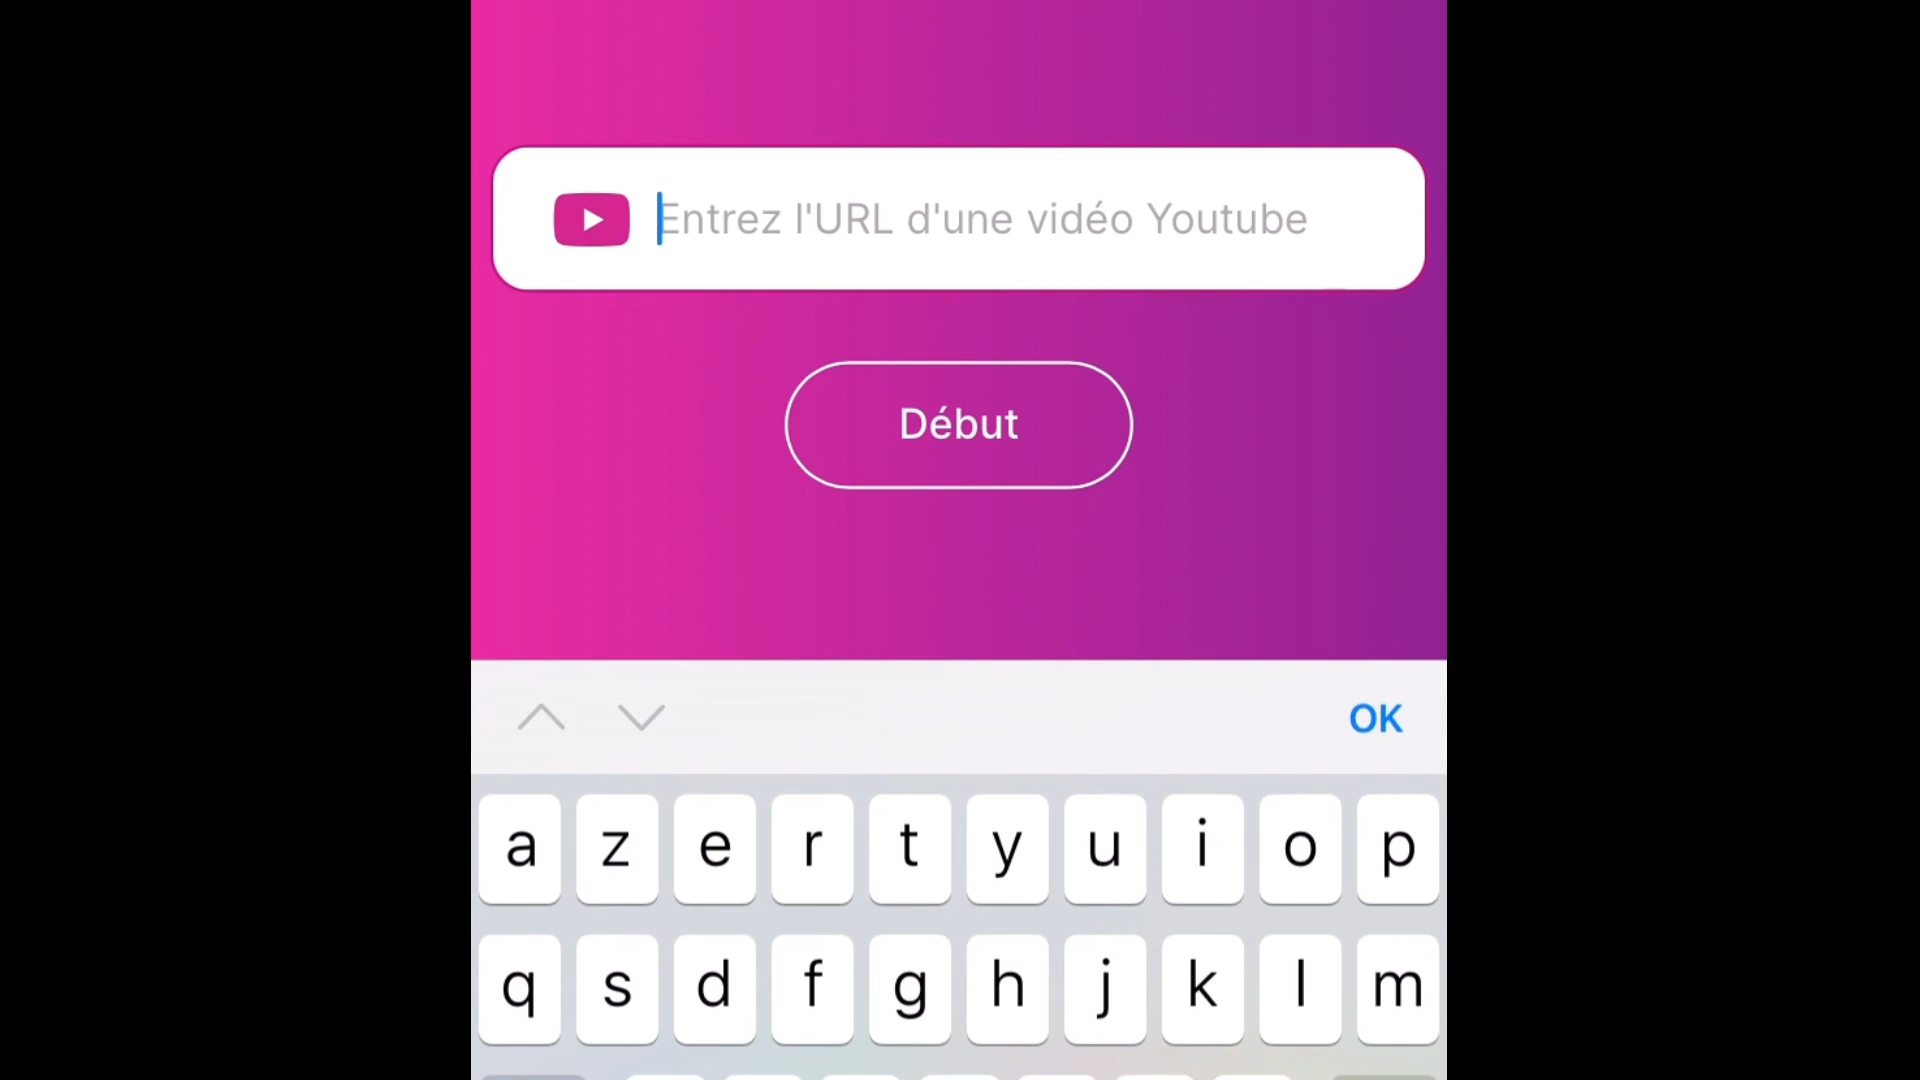 Entrez l'URL d'une vidéo Youtube
Début
OK
a z e r t y u i o p
q s d f g h j k l m